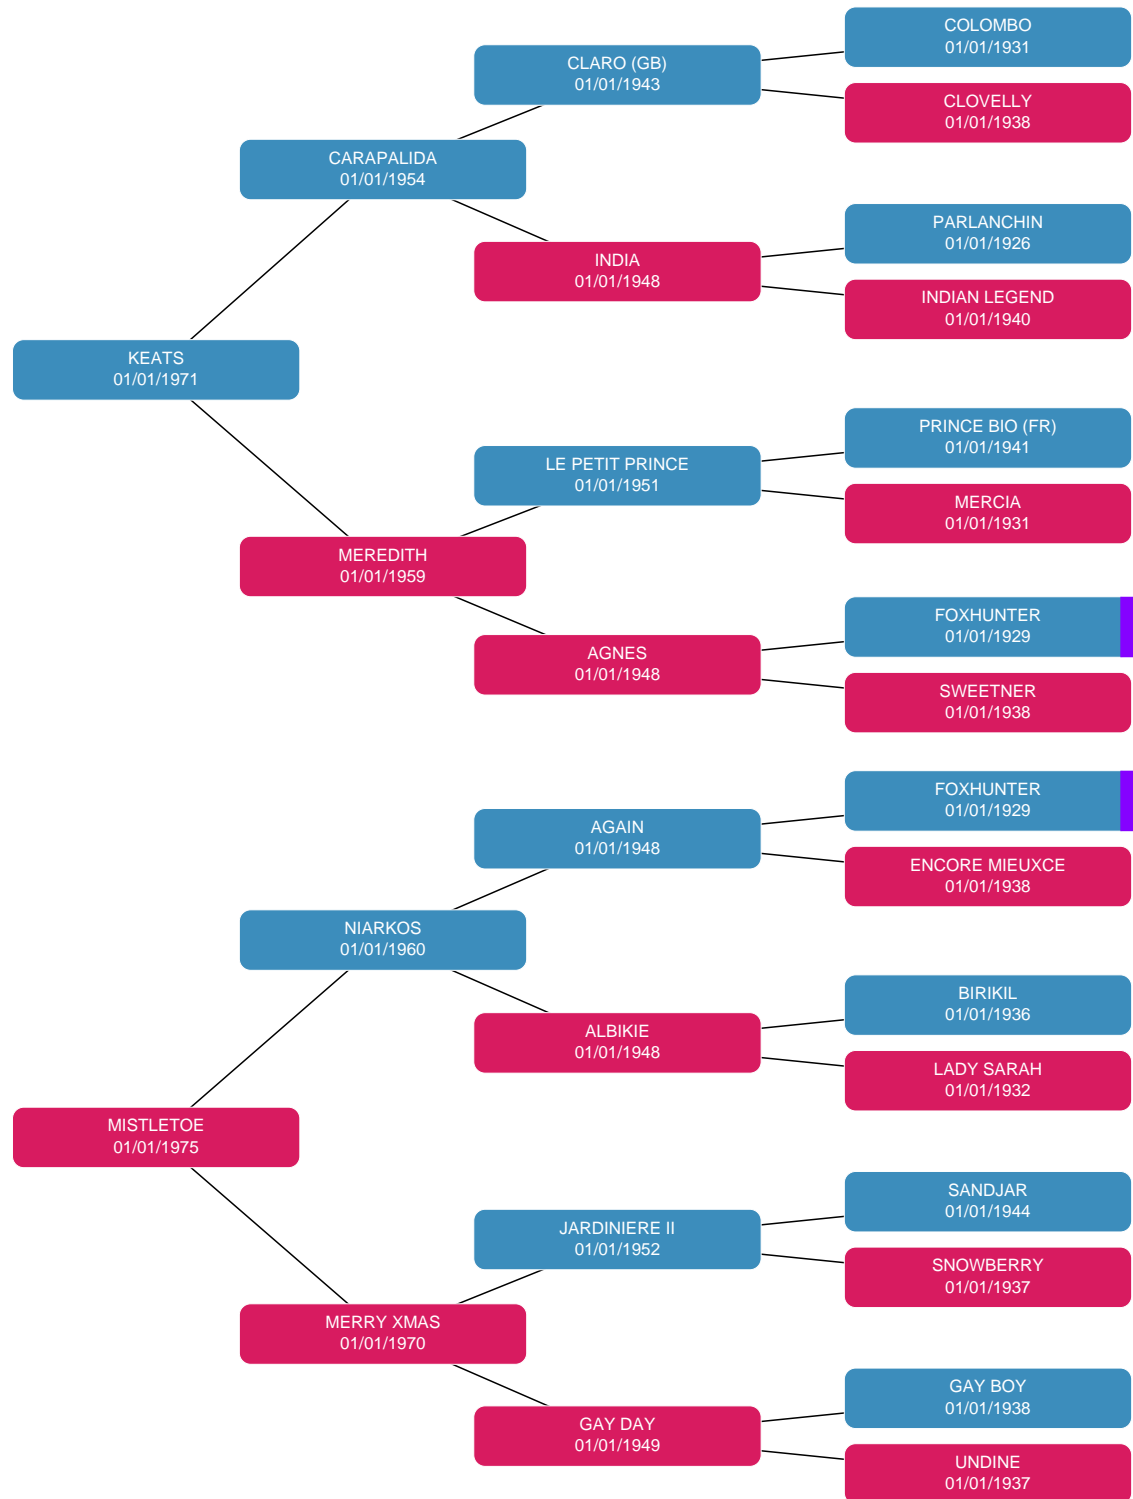 COLOMBO
01/01/1931
CLARO (GB)
01/01/1943
CLOVELLY
01/01/1938
CARAPALIDA
01/01/1954
PARLANCHIN
01/01/1926
INDIA
01/01/1948
INDIAN LEGEND
01/01/1940
KEATS
01/01/1971
PRINCE BIO (FR)
01/01/1941
LE PETIT PRINCE
01/01/1951
MERCIA
01/01/1931
MEREDITH
01/01/1959
FOXHUNTER
01/01/1929
AGNES
01/01/1948
SWEETNER
01/01/1938
FOXHUNTER
01/01/1929
AGAIN
01/01/1948
ENCORE MIEUXCE
01/01/1938
NIARKOS
01/01/1960
BIRIKIL
01/01/1936
ALBIKIE
01/01/1948
LADY SARAH
01/01/1932
MISTLETOE
01/01/1975
SANDJAR
01/01/1944
JARDINIERE II
01/01/1952
SNOWBERRY
01/01/1937
MERRY XMAS
01/01/1970
GAY BOY
01/01/1938
GAY DAY
01/01/1949
UNDINE
01/01/1937